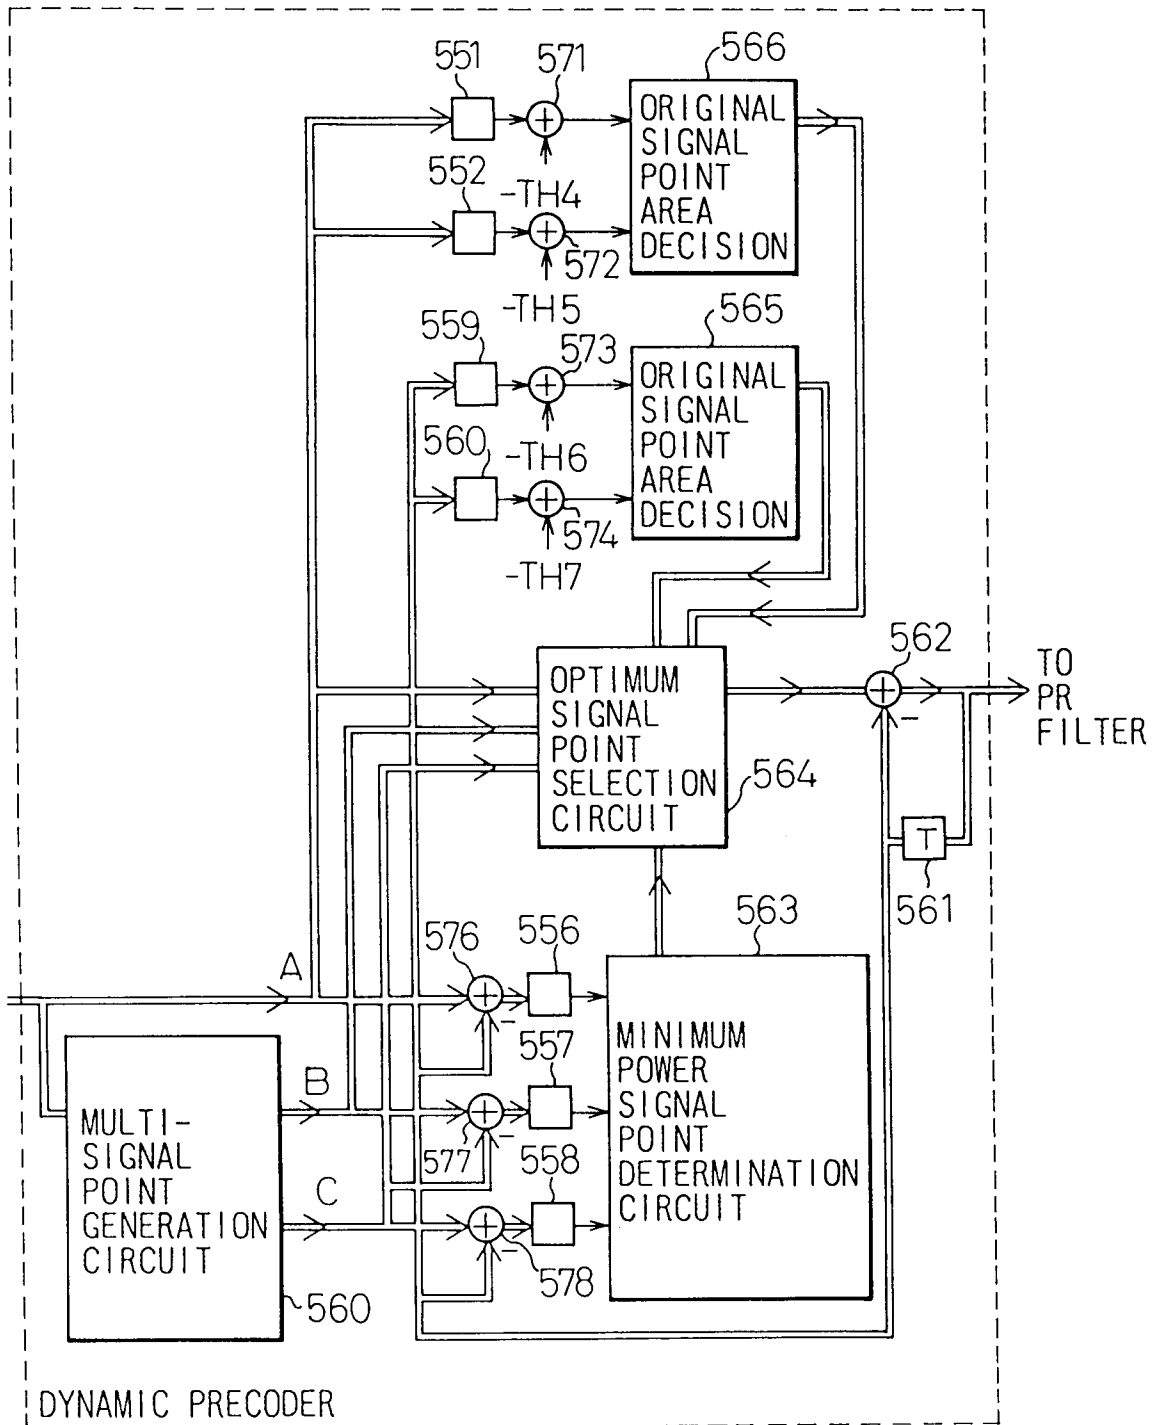 551
571
566
ORIGINAL
SIGNAL
POINT
AREA
DECISION
552
-TH4
572
-TH5
559
573
565
ORIGINAL
SIGNAL
POINT
AREA
DECISION
560
-TH6
574
-TH7
562
TO
PR
FILTER
OPTIMUM
SIGNAL
POINT
SELECTION
CIRCUIT
564
T
561
563
576
556
A
MINIMUM
POWER
SIGNAL
POINT
DETERMINATION
CIRCUIT
557
B
577
558
MULTI-
SIGNAL
POINT
GENERATION
CIRCUIT
C
578
560
DYNAMIC PRECODER